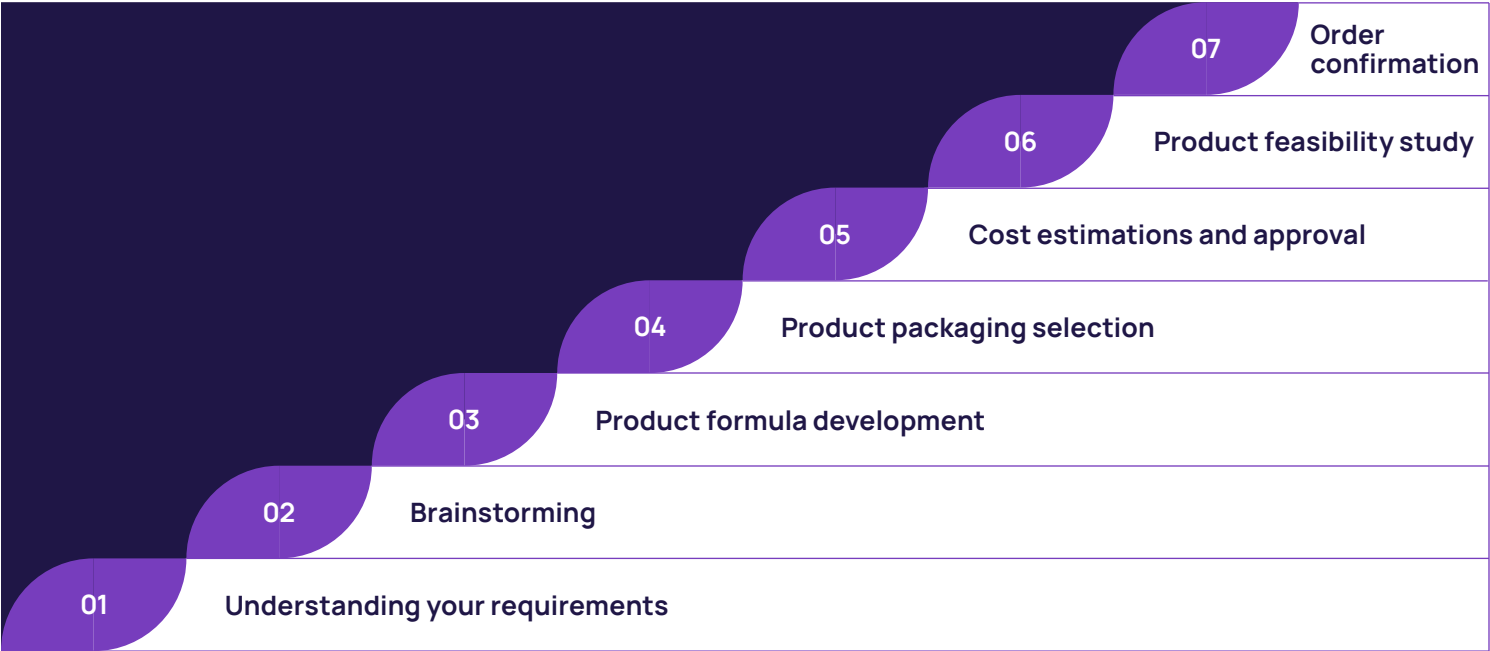 07
Order
confirmation
06
Product feasibility study
05
Cost estimations and approval
04
Product packaging selection
03
Product formula development
02
Brainstorming
01
Understanding your requirements